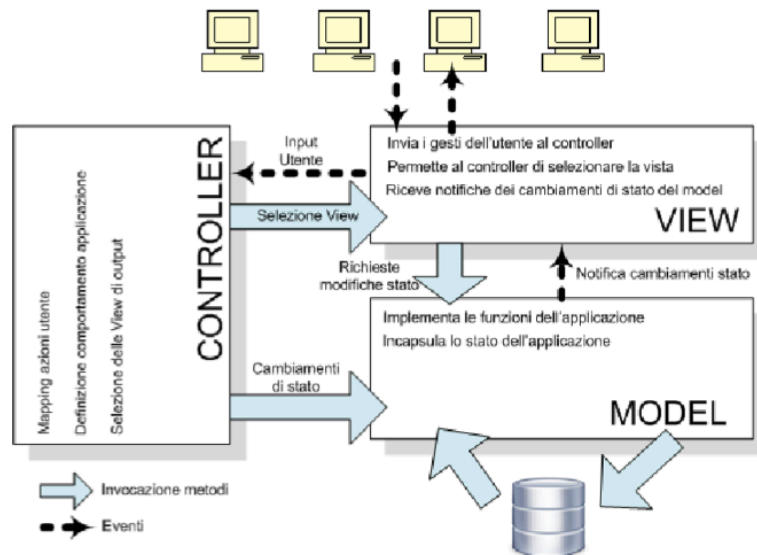 Input
Utente
Invia i gesti dell'utente al controller
Permette al controller di selezionare la vista
Riceve notifiche dei cambiamenti di stato del model
VIEW
Selezione View
CONTROLLER
Mapping azioni utente
Definizione comportamento applicazione
Selezione delle View di output
Richieste
modifiche stato
Notifica cambiamenti stato
Implementa le funzioni dell'applicazione
Incapsula lo stato dell'applicazione
MODEL
Cambiamenti
di stato
Invocazione metodi
Eventi